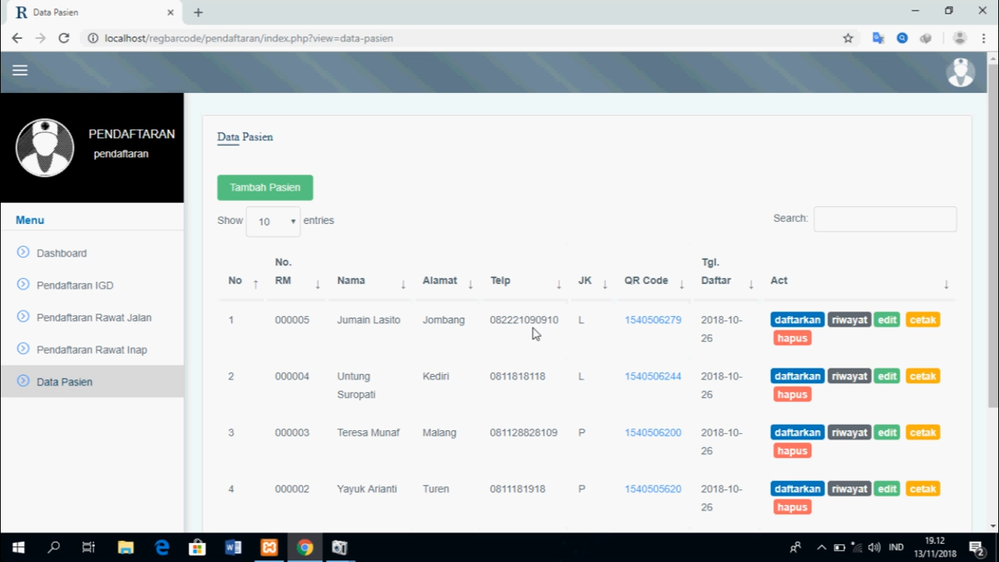 R Data Pasien
localhost/regbarcode/pendaftaran/index.php?view=data-pasien
PENDAFTARAN
pendaftaran
Menu
Dashboard
Pendaftaran IGD
Pendaftaran Rawat Jalan
Pendaftaran Rawat Inap
Data Pasien
Data Pasien
Tambah Pasien
Show 10 entries
Search:
No No. RM Nama Alamat Telp JK QR Code Tgl. Daftar Act
1 000005 Jumain Lasito Jombang 082221090910 L 1540506279 2018-10- daftarkan riwayat edit cetak
26 hapus
2 000004 Untung Kediri 0811818118 L 1540506244 2018-10- daftarkan riwayat edit cetak
Suropati 26 hapus
3 000003 Teresa Munaf Malang 081128828109 P 1540506200 2018-10- daftarkan riwayat edit cetak
26 hapus
4 000002 Yayuk Arianti Turen 0811181918 P 1540505620 2018-10- daftarkan riwayat edit cetak
26 hapus
IND
19.12
13/11/2018
2